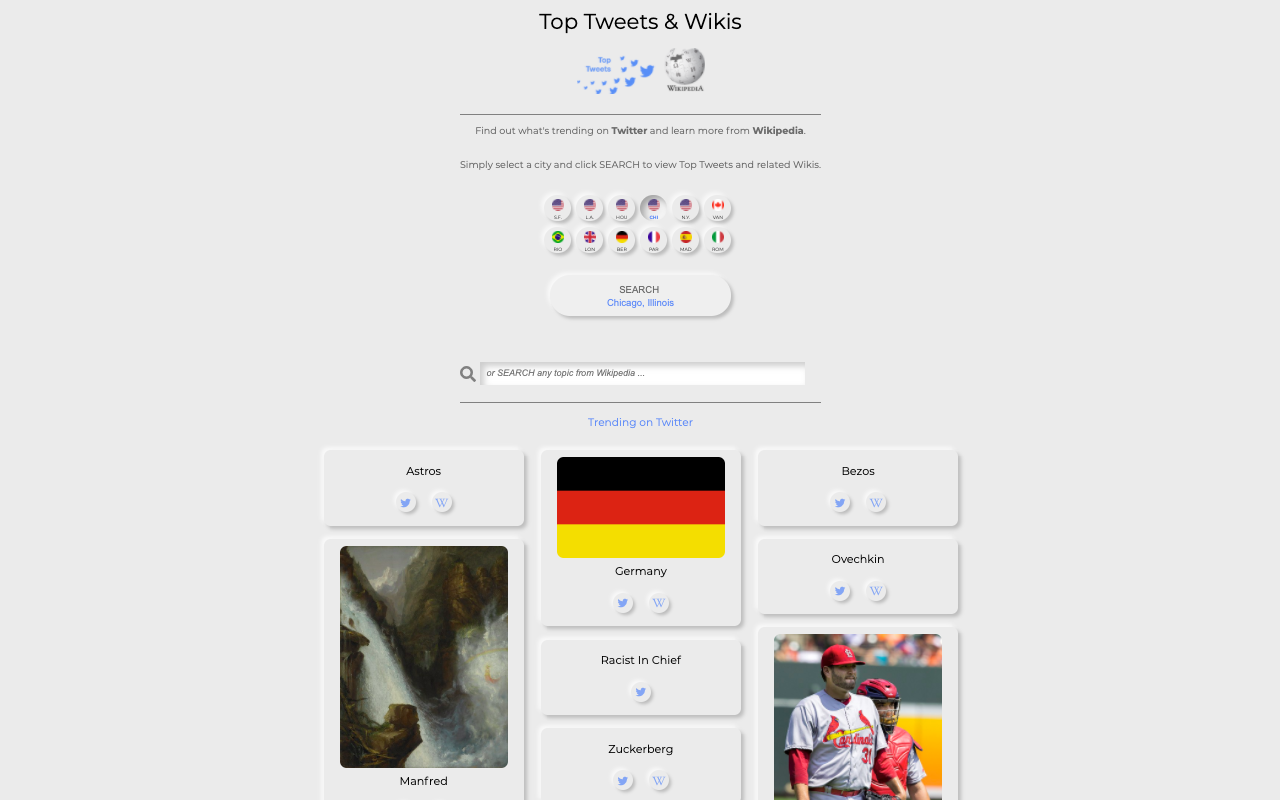 Top Tweets & Wikis
Top
Tweets
WIKIPEDIA
Find out what's trending on Twitter and learn more from Wikipedia.
Simply select a city and click SEARCH to view Top Tweets and related Wikis.
S.F. L.A. HOU CHI N.Y. VAN
RIO LON BER PAR MAD ROM
SEARCH
Chicago, Illinois
or SEARCH any topic from Wikipedia ...
Trending on Twitter
Astros
W
Manfred
Germany
W
Racist In Chief
Zuckerberg
W
Bezos
W
Ovechkin
W
Cardinals